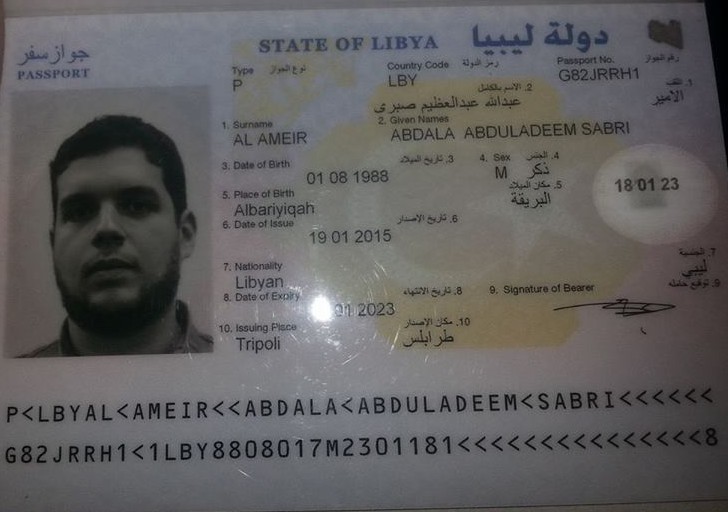 جواز سفر
PASSPORT
STATE OF LIBYA دولة ليبيا
Type نوع الجواز
P
Country Code رمز الدولة
LBY
Passport No. رقم الجواز
G82JRRH1
1. اللقب
الامير
2. الاسم بالكامل
عبدالله عبدالعظيم صبرى
1. Surname
AL AMEIR
2. Given Names
ABDALA ABDULADEEM SABRI
3. Date of Birth 3. تاريخ الميلاد
01 08 1988
4. Sex 4. الجنس
M ذكر
5. Place of Birth 5. مكان الميلاد
Albariyiqah البريقة
18 01 23
6. Date of Issue 6. تاريخ الإصدار
19 01 2015
7. Nationality 7. الجنسية
Libyan ليبي
8. Date of Expiry 8. تاريخ الانتهاء
01 2023
9. Signature of Bearer 9. توقيع حامله
10. Issuing Place 10. مكان الإصدار
Tripoli طرابلس
P<LBYAL<AMEIR<<ABDALA<ABDULADEEM<SABRI<<<<<<
G82JRRH1<1LBY8808017M2301181<<<<<<<<<<<<<<<8